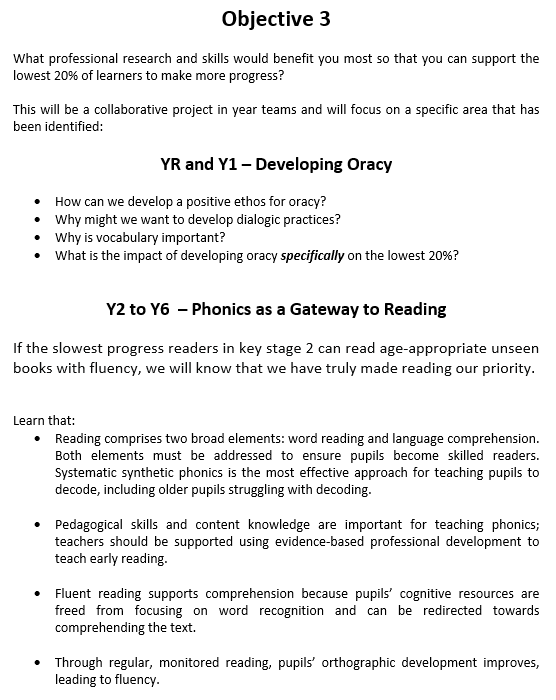 Objective 3
What professional research and skills would benefit you most so that you can support the
lowest 20% of learners to make more progress?
This will be a collaborative project in year teams and will focus on a specific area that has
been identified:
YR and Y1 – Developing Oracy
• How can we develop a positive ethos for oracy?
• Why might we want to develop dialogic practices?
• Why is vocabulary important?
• What is the impact of developing oracy specifically on the lowest 20%?
Y2 to Y6 – Phonics as a Gateway to Reading
If the slowest progress readers in key stage 2 can read age-appropriate unseen
books with fluency, we will know that we have truly made reading our priority.
Learn that:
• Reading comprises two broad elements: word reading and language comprehension.
Both elements must be addressed to ensure pupils become skilled readers.
Systematic synthetic phonics is the most effective approach for teaching pupils to
decode, including older pupils struggling with decoding.
• Pedagogical skills and content knowledge are important for teaching phonics;
teachers should be supported using evidence-based professional development to
teach early reading.
• Fluent reading supports comprehension because pupils’ cognitive resources are
freed from focusing on word recognition and can be redirected towards
comprehending the text.
• Through regular, monitored reading, pupils’ orthographic development improves,
leading to fluency.